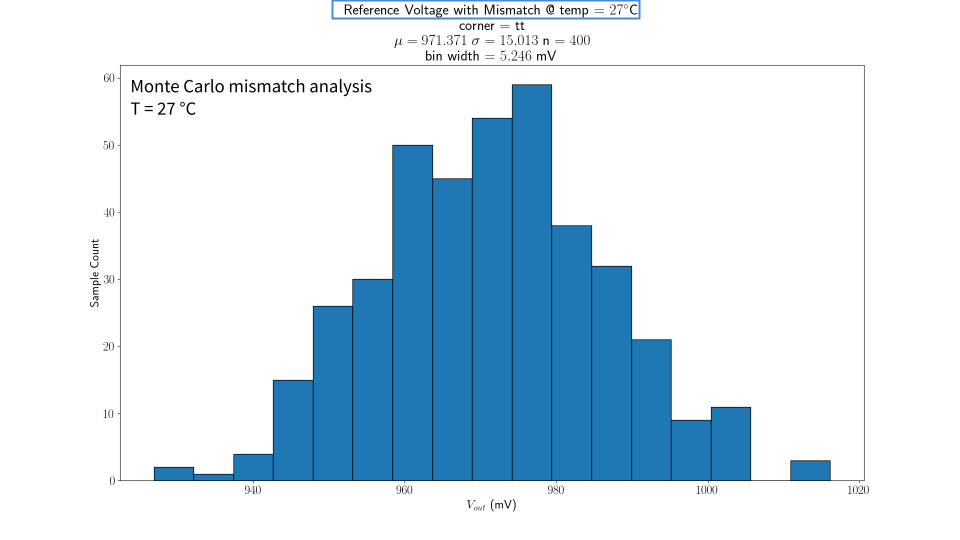 Reference Voltage with Mismatch @ temp = 27°C
corner = tt
μ = 971.371 σ = 15.013 n = 400
bin width = 5.246 mV
Monte Carlo mismatch analysis
T = 27 °C
60
50
40
30
20
10
0
Sample Count
940 960 980 1000 1020
V_out (mV)